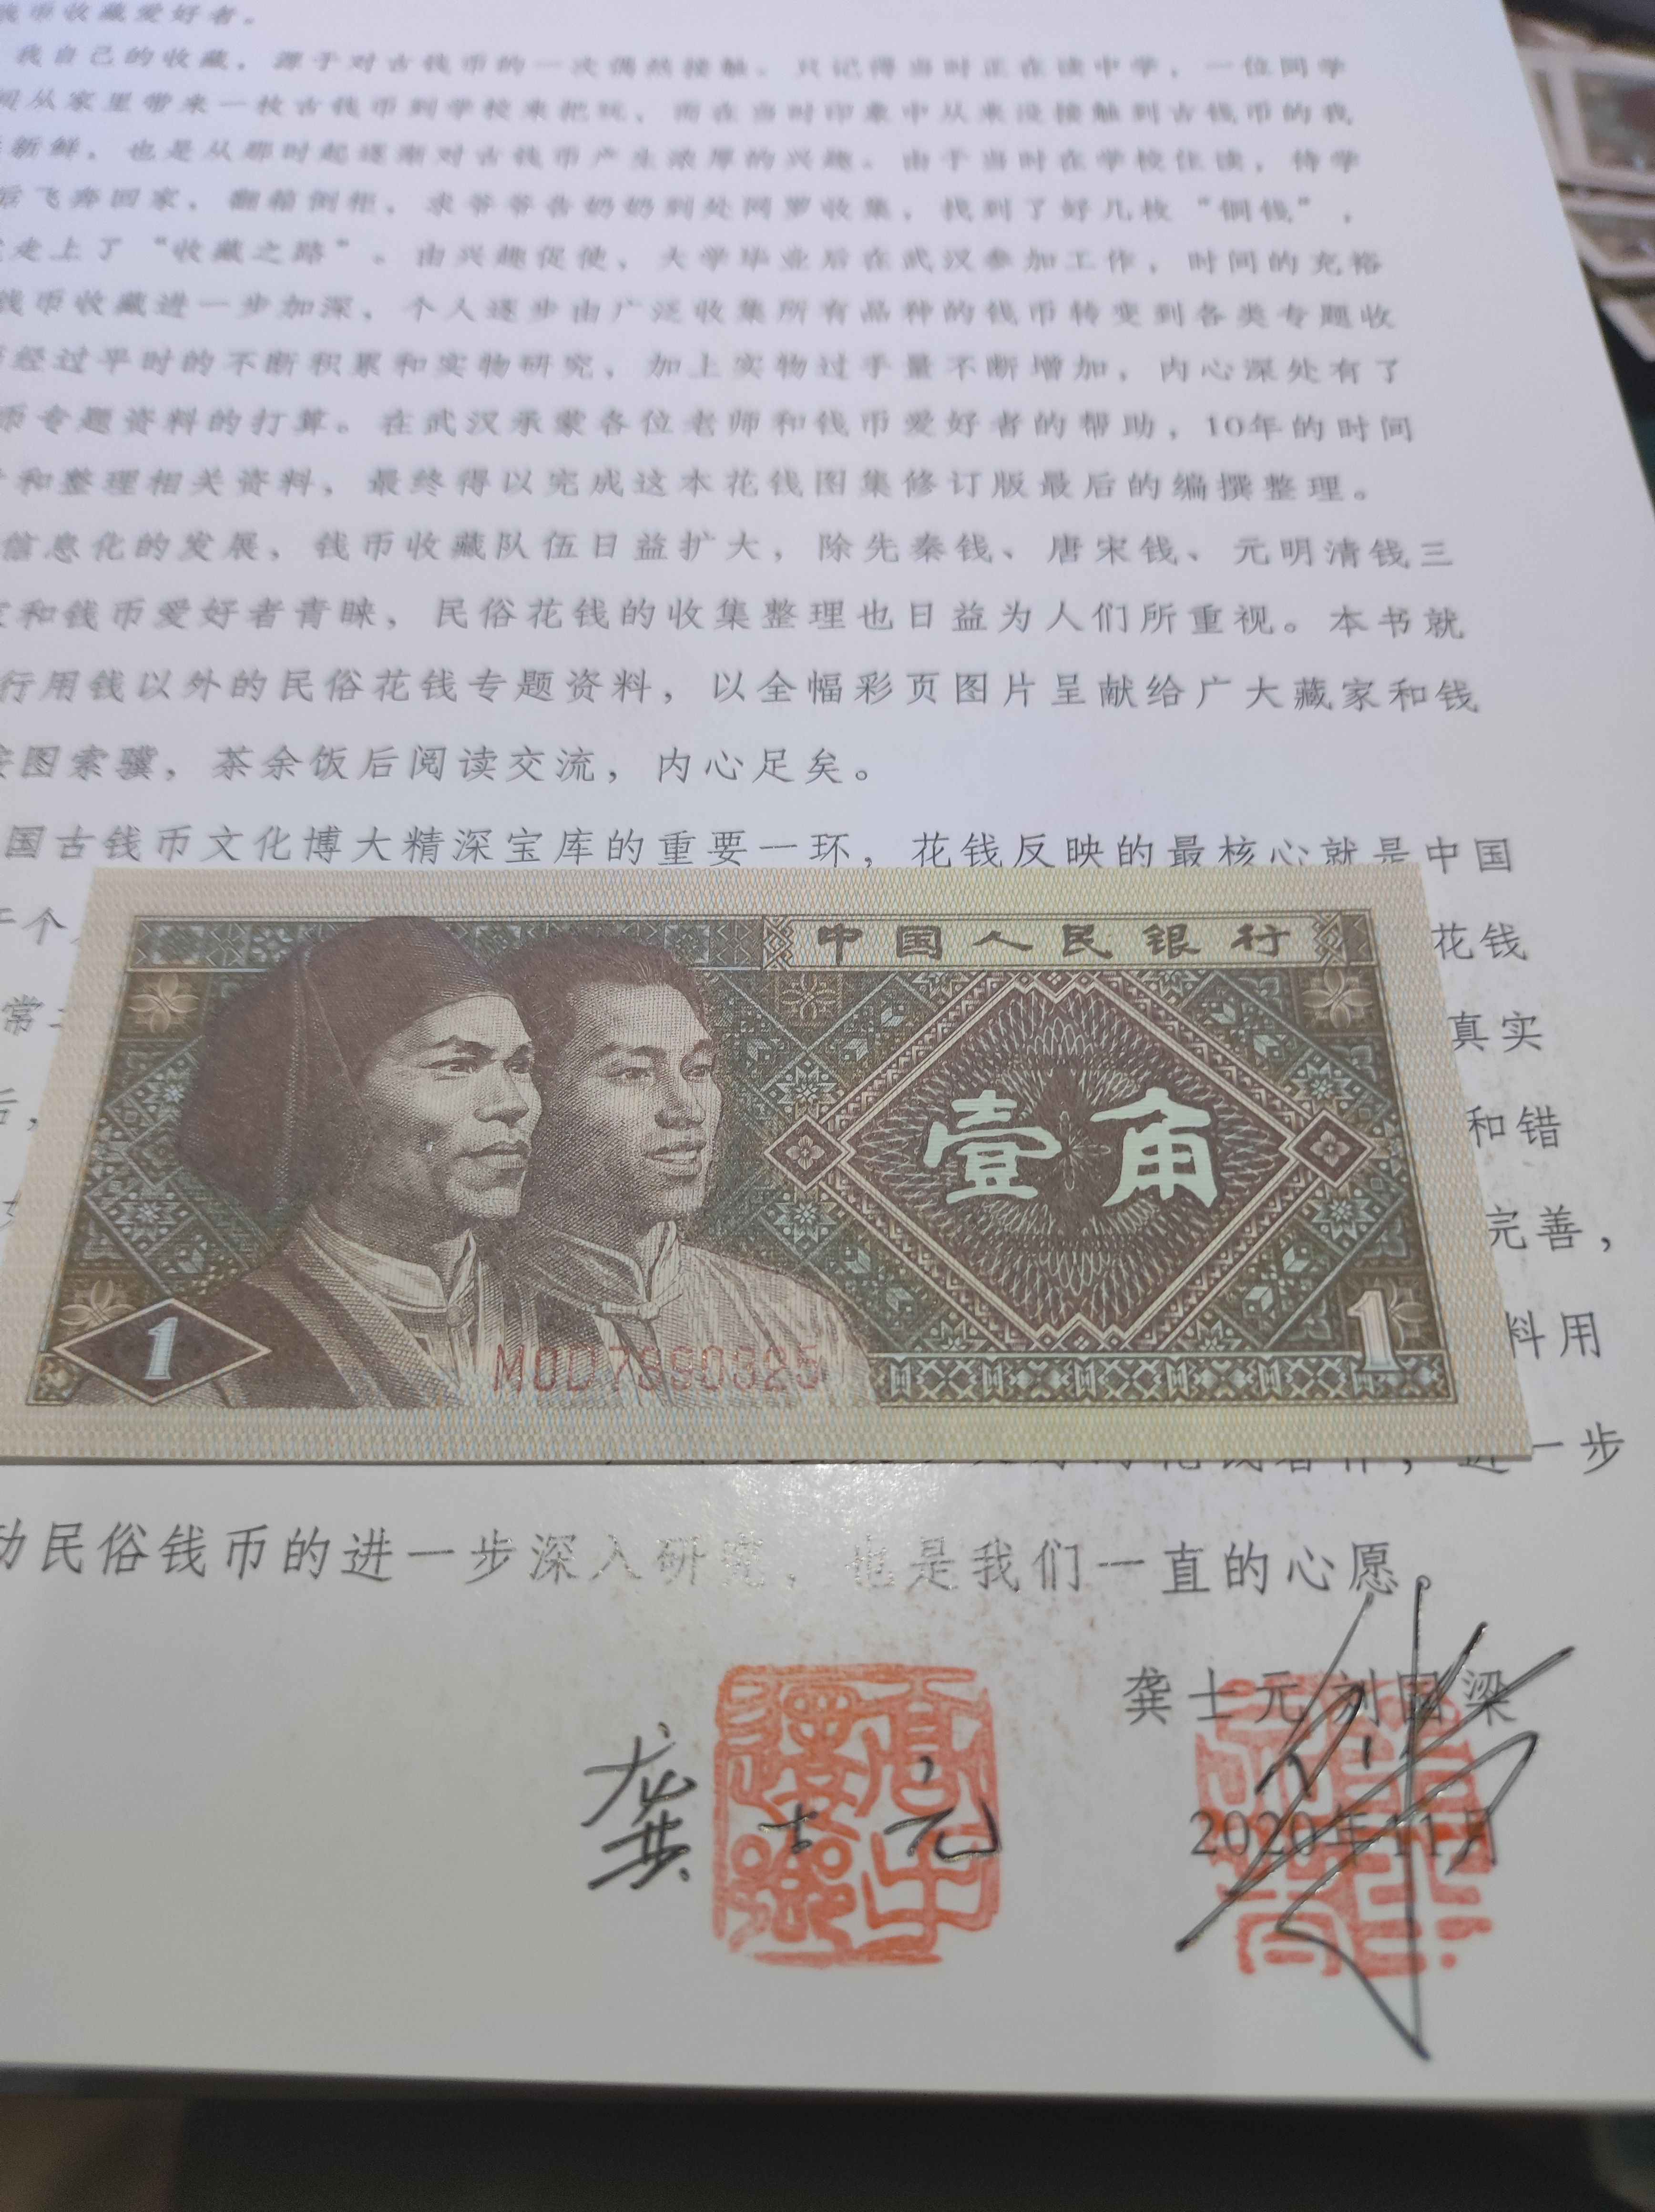 钱币收藏爱好者。
我自己的收藏，源于对古钱币的一次偶然接触。只记得当时正在读中学，一位同学
从家里带来一枚古钱币到学校来把玩，而在当时印象中从来没接触到古钱币的我
新鲜，也是从那时起逐渐对古钱币产生浓厚的兴趣。由于当时在学校住读，待学
后飞奔回家，翻箱倒柜，求爷爷告奶奶到处网罗收集，找到了好几枚“铜钱”，
走上了“收藏之路”。由兴趣促使，大学毕业后在武汉参加工作，时间的充裕
钱币收藏进一步加深，个人逐步由广泛收集所有品种的钱币转变到各类专题收
经过平时的不断积累和实物研究，加上实物过手量不断增加，内心深处有了
币专题资料的打算。在武汉承蒙各位老师和钱币爱好者的帮助，10年的时间
和整理相关资料，最终得以完成这本花钱图集修订版最后的编撰整理。
信息化的发展，钱币收藏队伍日益扩大，除先秦钱、唐宋钱、元明清钱三
和钱币爱好者青睐，民俗花钱的收集整理也日益为人们所重视。本书就
行用钱以外的民俗花钱专题资料，以全幅彩页图片呈献给广大藏家和钱
按图索骥，茶余饭后阅读交流，内心足矣。
国古钱币文化博大精深宝库的重要一环，花钱反映的最核心就是中国
于个
花钱
常
真实
后，
和错
完善，
料用
中国人民银行
壹角
1
1
M0D7990925
进一步
动民俗钱币的进一步深入研究，也是我们一直的心愿。
龚士元 刘国梁
龚士元
2020年11月